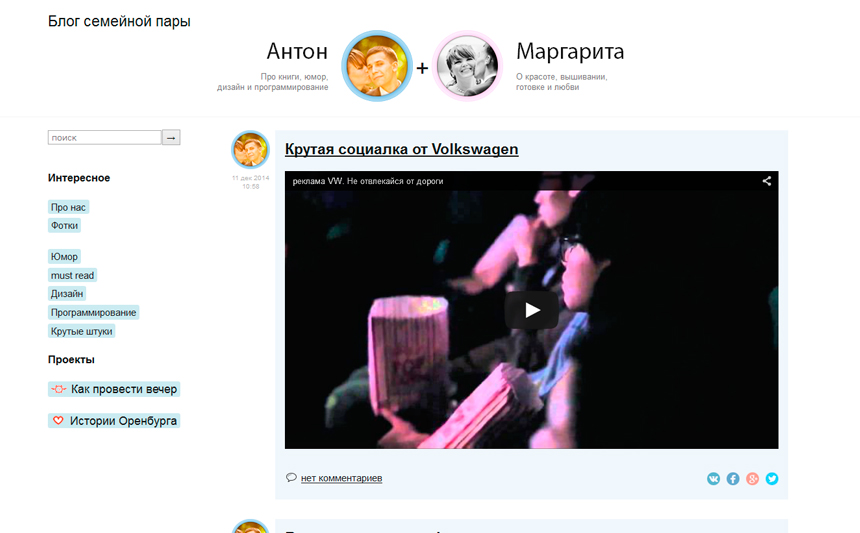 Блог семейной пары
Антон
Про книги, юмор,
дизайн и программирование
+
Маргарита
О красоте, вышивании,
готовке и любви
поиск →
Интересное
Про нас
Фотки
Юмор
must read
Дизайн
Программирование
Крутые штуки
Проекты
Как провести вечер
Истории Оренбурга
11 дек 2014
10:58
Крутая социалка от Volkswagen
реклама VW. Не отвлекайся от дороги
нет комментариев